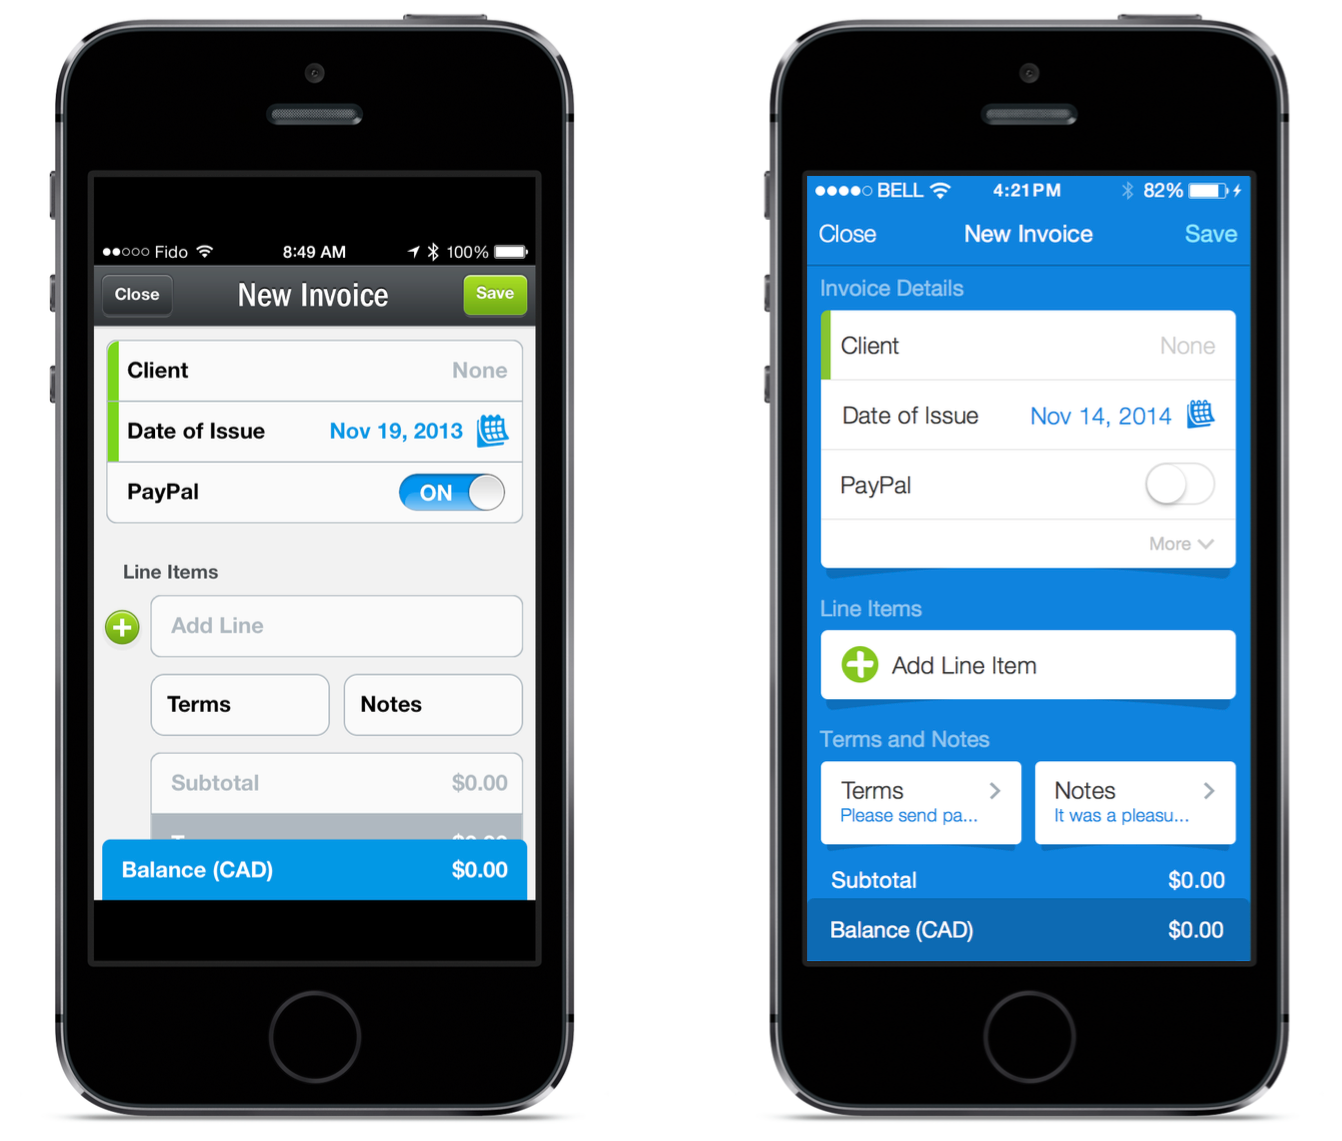 Fido 8:49 AM 100%
Close New Invoice Save
Client None
Date of Issue Nov 19, 2013
PayPal ON
Line Items
Add Line
Terms Notes
Subtotal $0.00
Balance (CAD) $0.00
BELL 4:21PM 82%
Close New Invoice Save
Invoice Details
Client None
Date of Issue Nov 14, 2014
PayPal
More
Line Items
Add Line Item
Terms and Notes
Terms Notes
Please send pa... It was a pleasu...
Subtotal $0.00
Balance (CAD) $0.00